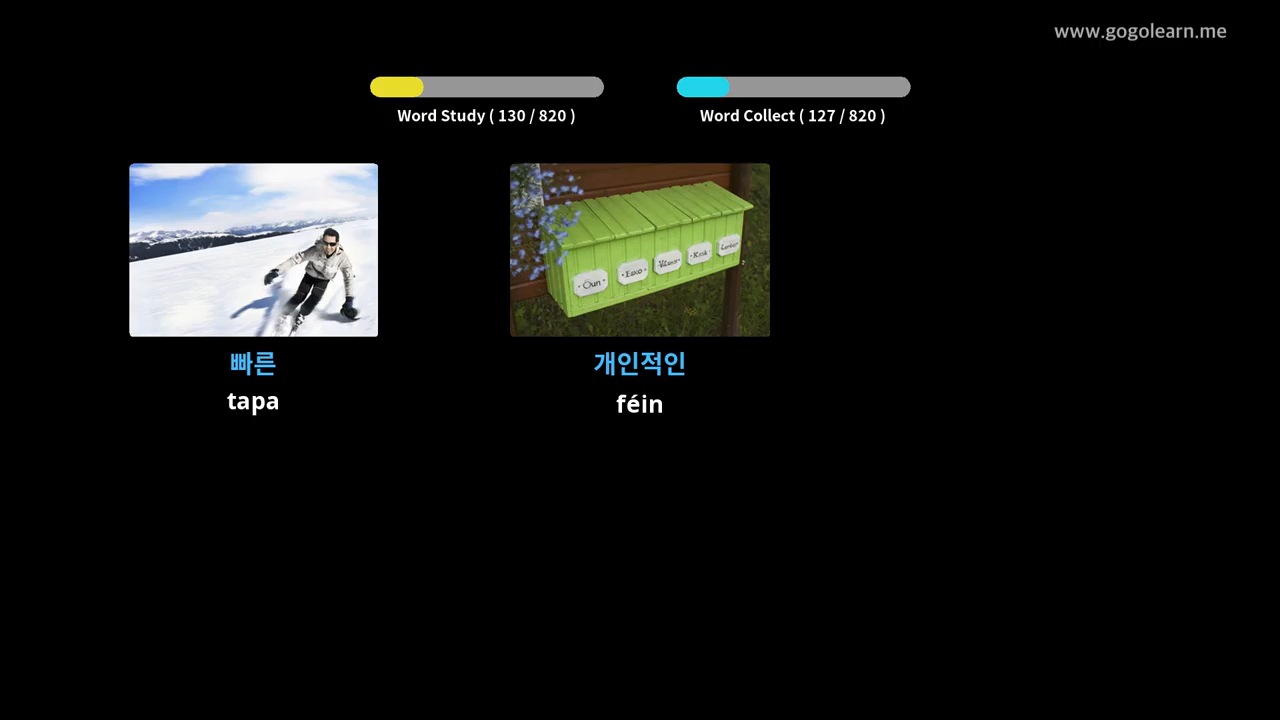 www.gogolearn.me
Word Study ( 130 / 820 )
Word Collect ( 127 / 820 )
Oun
빠른
개인적인
tapa
féin